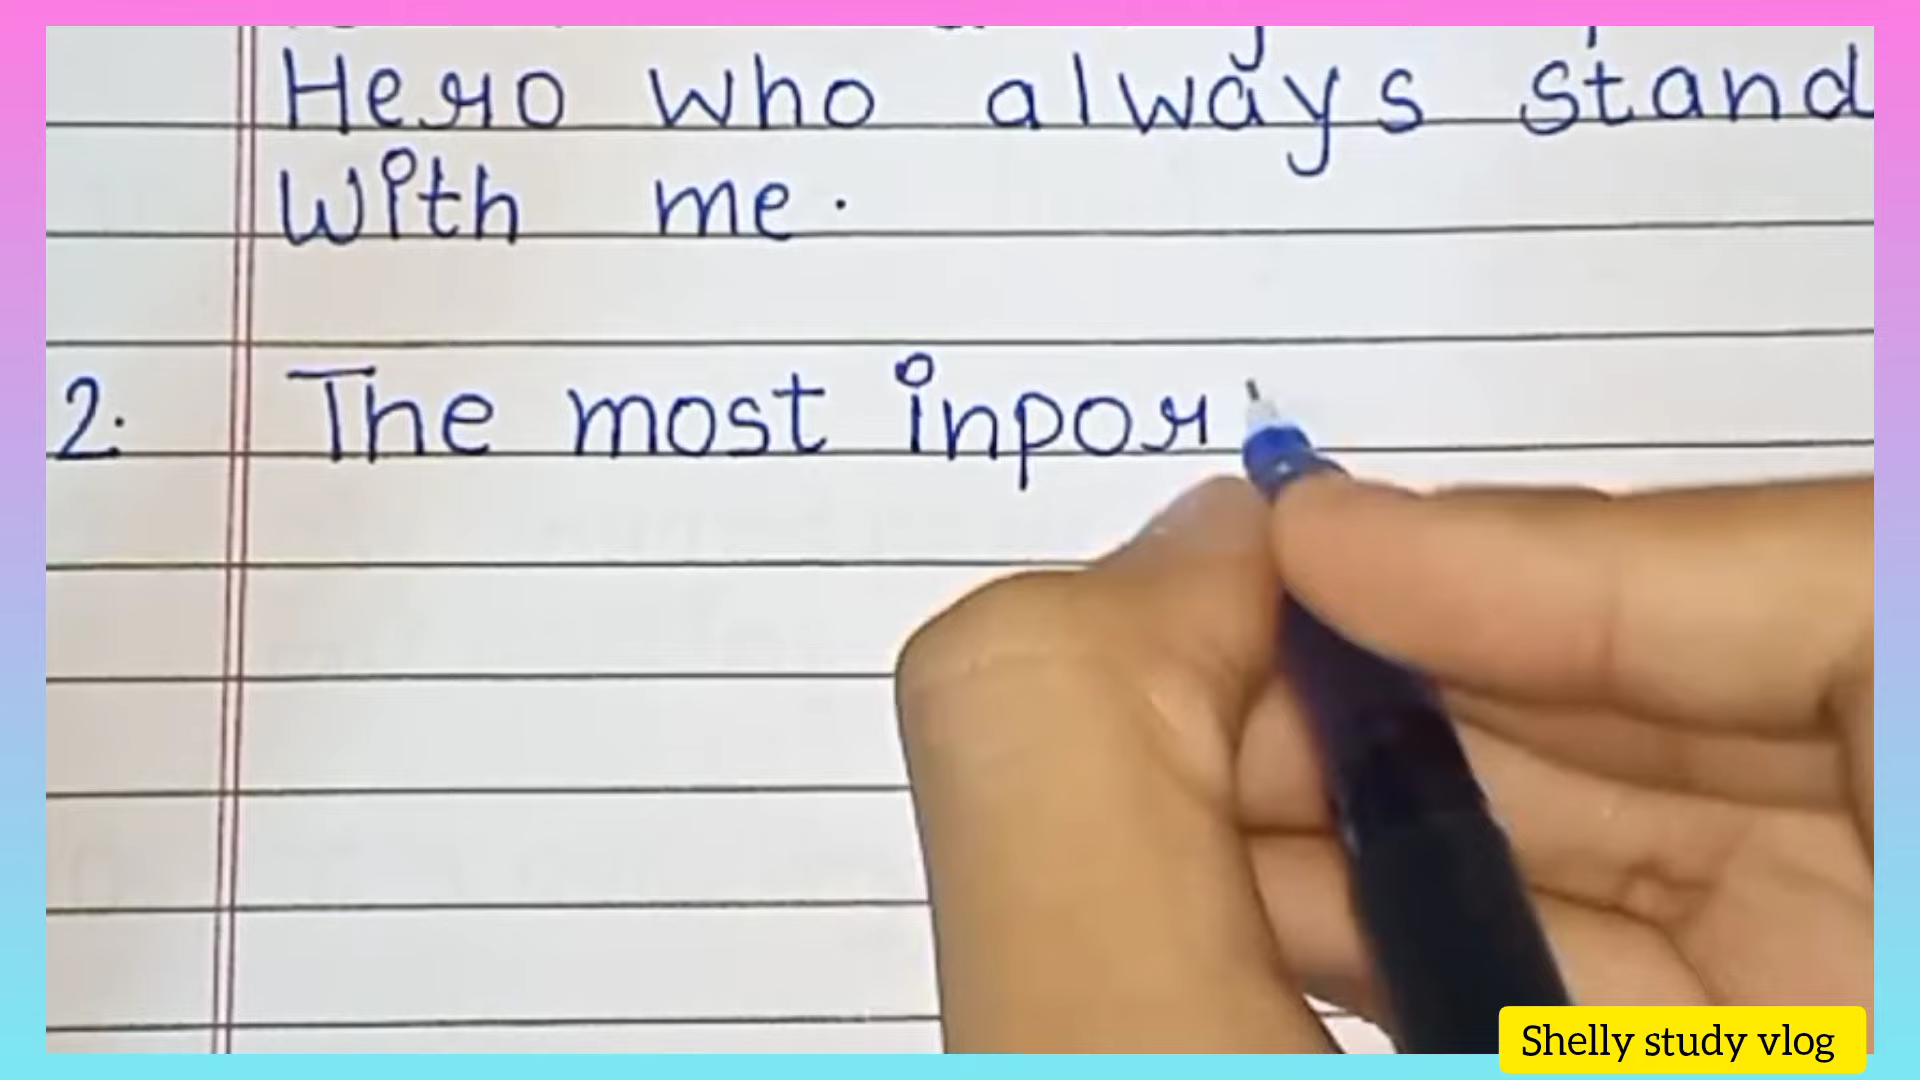 Hero who always stand
With me.
2. The most inpor
Shelly study vlog